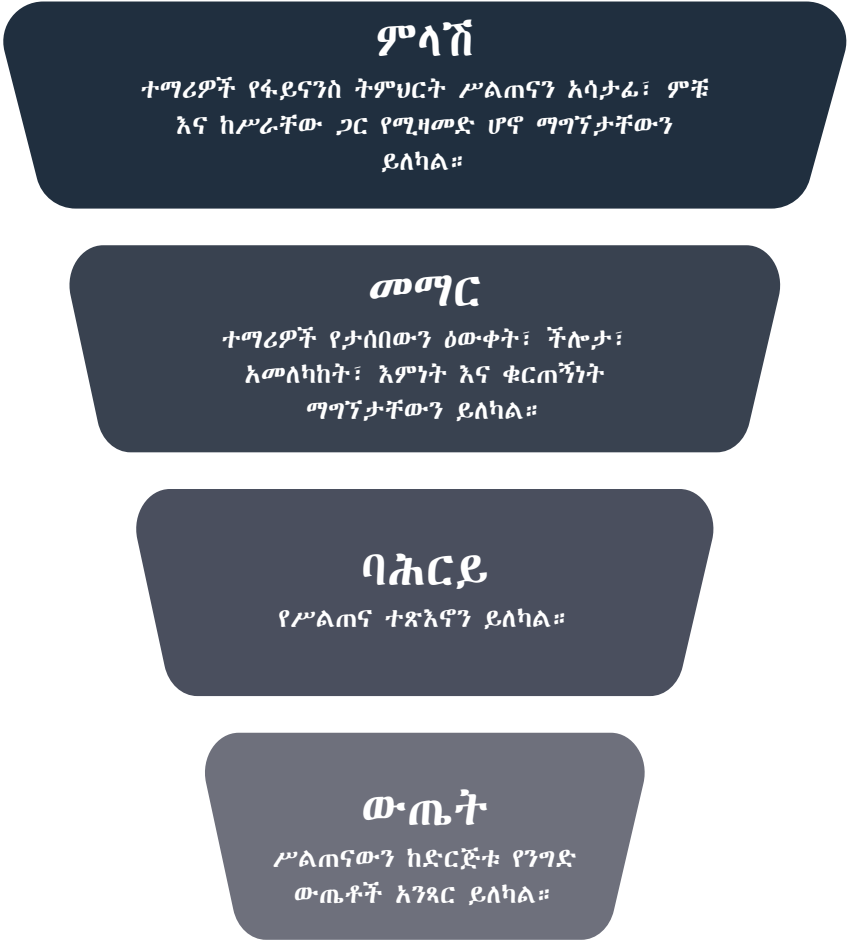 ምላሽ
ተማሪዎች የፋይናንስ ትምህርት ሥልጠናን አሳታፊ፣ ምቹ
እና ከሥራቸው ጋር የሚዛመድ ሆኖ ማግኘታቸውን
ይለካል።
መማር
ተማሪዎች የታሰበውን ዕውቀት፣ ችሎታ፣
አመለካከት፣ እምነት እና ቁርጠኝነት
ማግኘታቸውን ይለካል።
ባሕርይ
የሥልጠና ተጽእኖን ይለካል።
ውጤት
ሥልጠናውን ከድርጅቱ የንግድ
ውጤቶች አንጻር ይለካል።